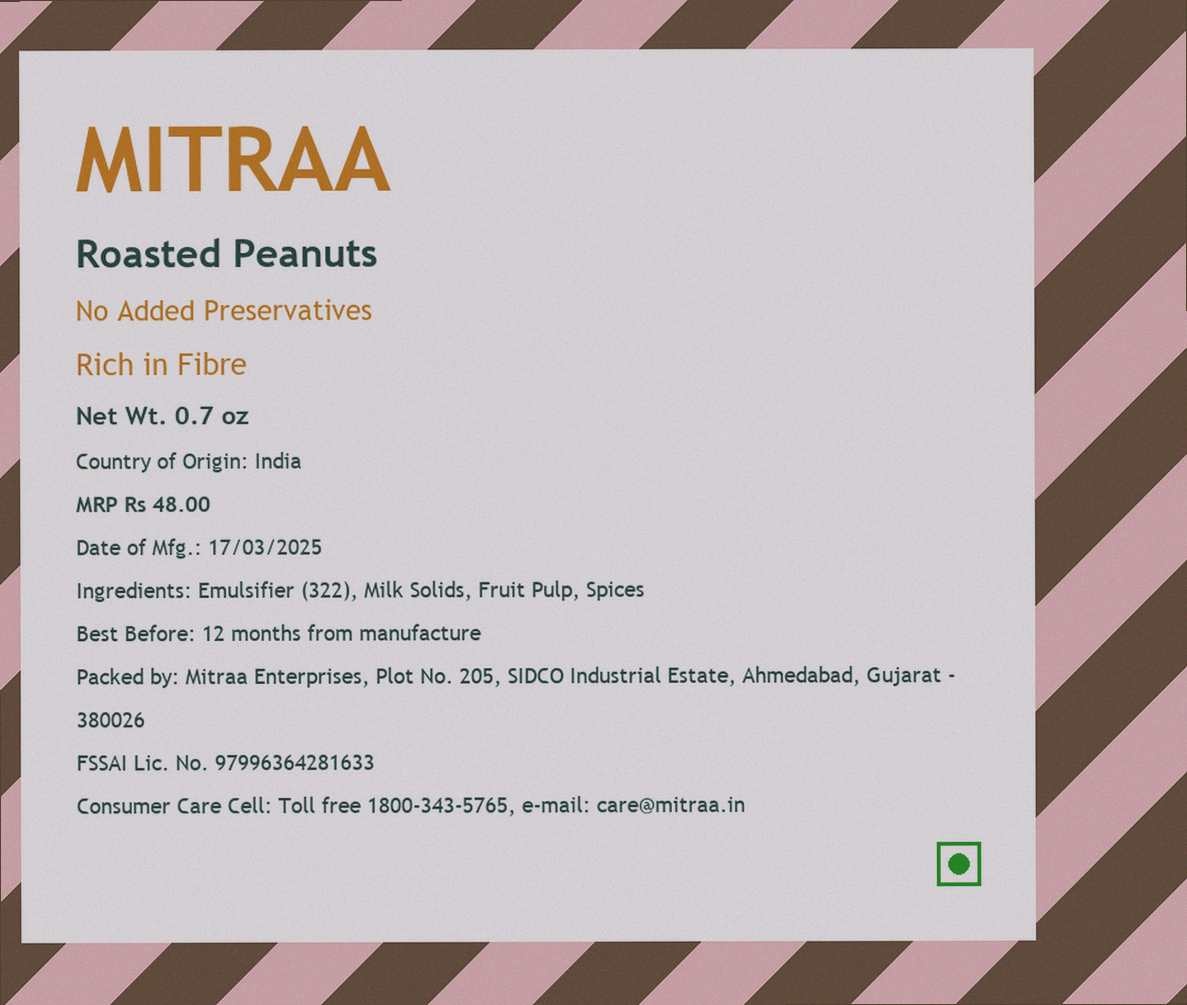 MITRAA
Roasted Peanuts
No Added Preservatives
Rich in Fibre
Net Wt. 0.7 oz
Country of Origin: India
MRP Rs 48.00
Date of Mfg.: 17/03/2025
Ingredients: Emulsifier (322), Milk Solids, Fruit Pulp, Spices
Best Before: 12 months from manufacture
Packed by: Mitraa Enterprises, Plot No. 205, SIDCO Industrial Estate, Ahmedabad, Gujarat -
380026
FSSAI Lic. No. 97996364281633
Consumer Care Cell: Toll free 1800-343-5765, e-mail: care@mitraa.in